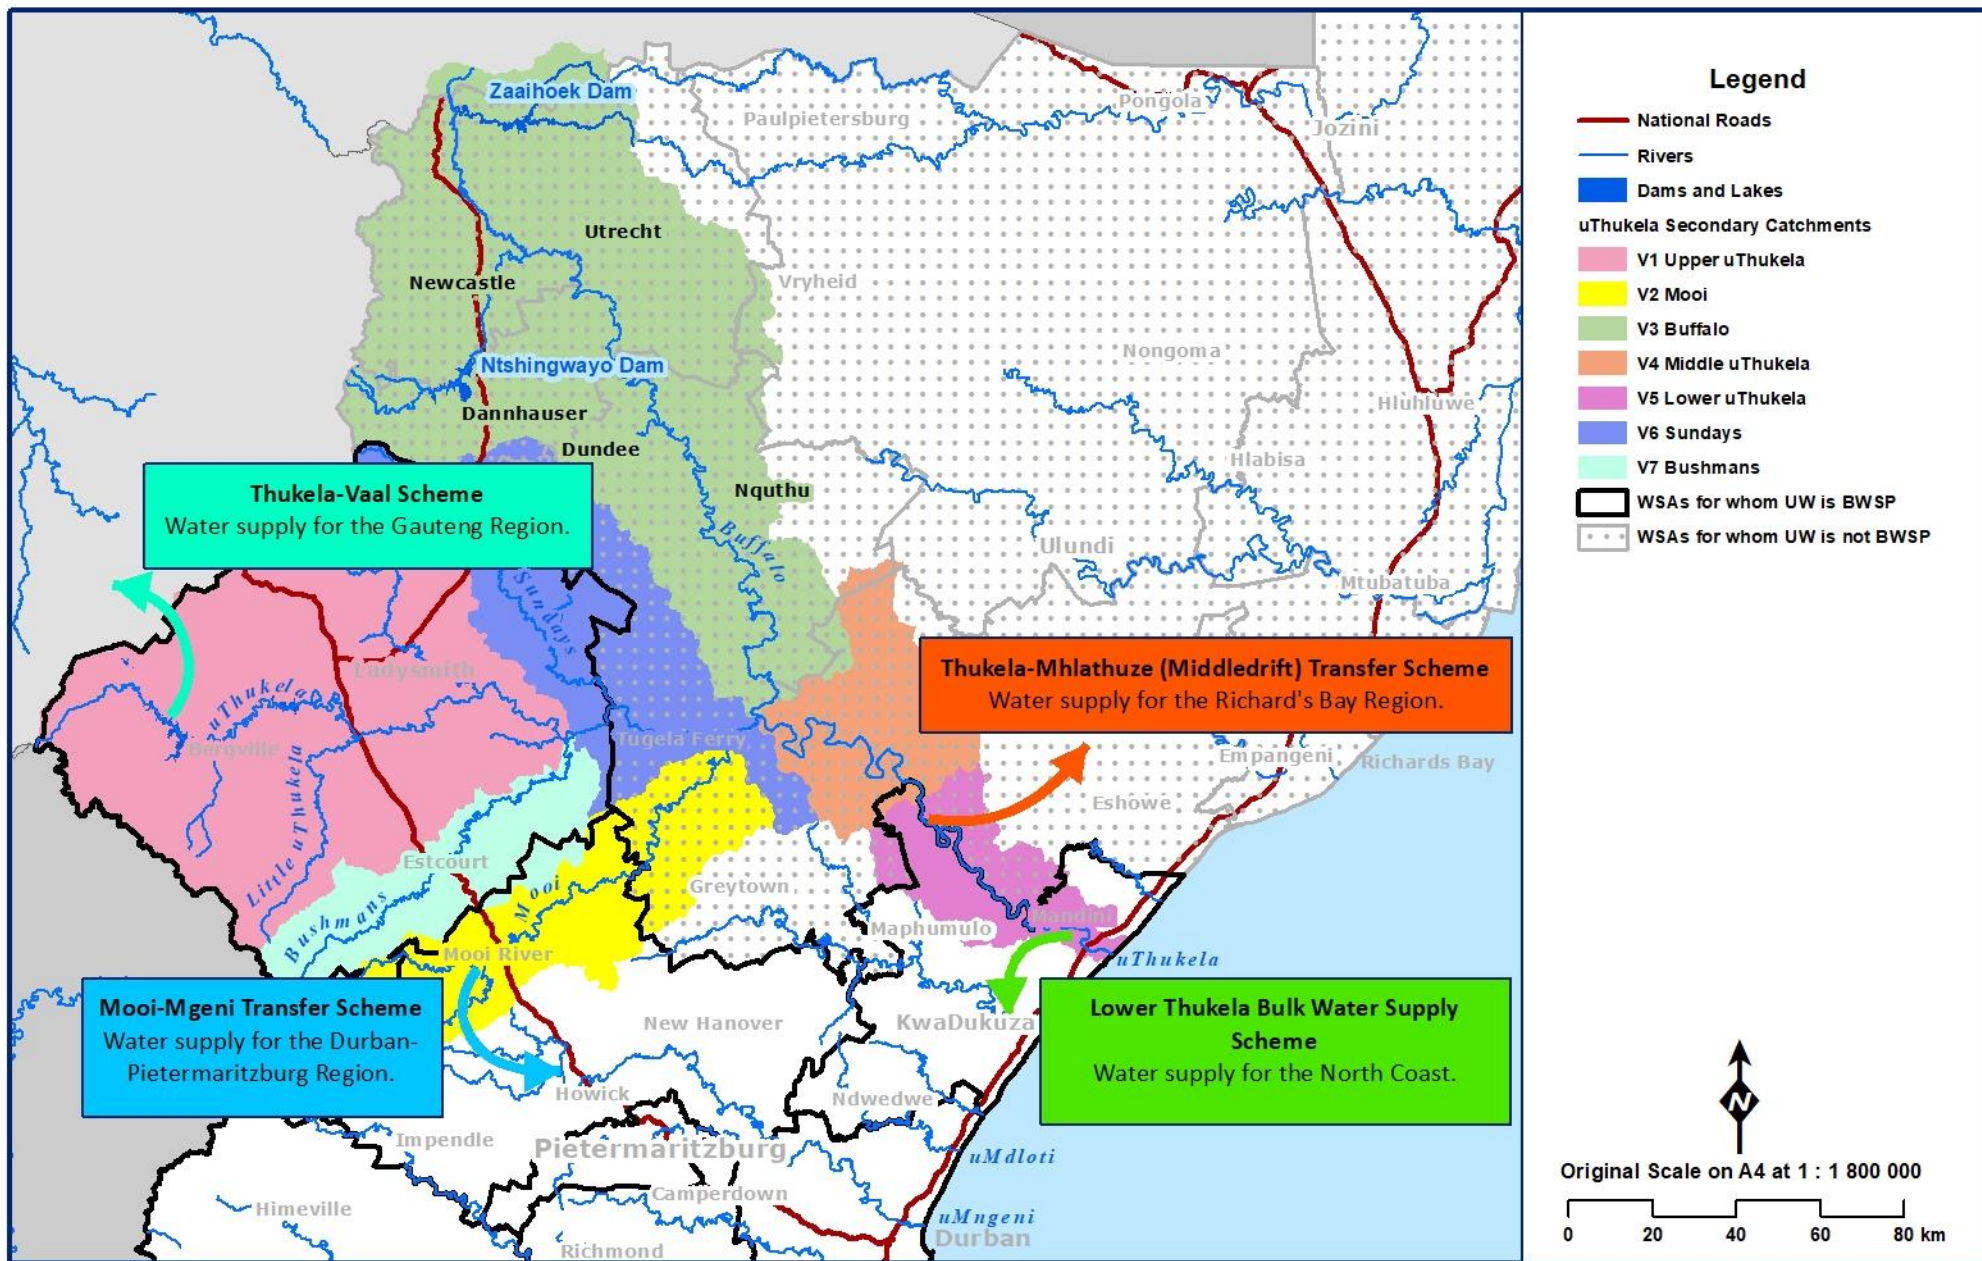 Zaaihoek Dam
Paulpietersburg
Pongola
Jozini
Utrecht
Newcastle
Vryheid
Ntshingwayo Dam
Nongoma
Dannhauser
Hluhluwe
Dundee
Hlabisa
Nquthu
Buffalo
Ulundi
Mtubatuba
Thukela-Vaal Scheme
Water supply for the Gauteng Region.
Sundays
Ladysmith
uThukela
Bergville
Tugela Ferry
Thukela-Mhlathuze (Middledrift) Transfer Scheme
Water supply for the Richard's Bay Region.
Empangeni
Richards Bay
Eshowe
Little uTWukela
Estcourt
Bushmans
Mooi
Greytown
Mandini
Maphumulo
Mooi River
uThukela
Mooi-Mgeni Transfer Scheme
Water supply for the Durban-
Pietermaritzburg Region.
New Hanover
KwaDukuza
Lower Thukela Bulk Water Supply
Scheme
Water supply for the North Coast.
Howick
Ndwedwe
Impendle
Pietermaritzburg
uMdloti
Camperdown
Himeville
uMngeni
Durban
Richmond
Legend
National Roads
Rivers
Dams and Lakes
uThukela Secondary Catchments
V1 Upper uThukela
V2 Mooi
V3 Buffalo
V4 Middle uThukela
V5 Lower uThukela
V6 Sundays
V7 Bushmans
WSAs for whom UW is BWSP
WSAs for whom UW is not BWSP
N
Original Scale on A4 at 1 : 1 800 000
0 20 40 60 80 km